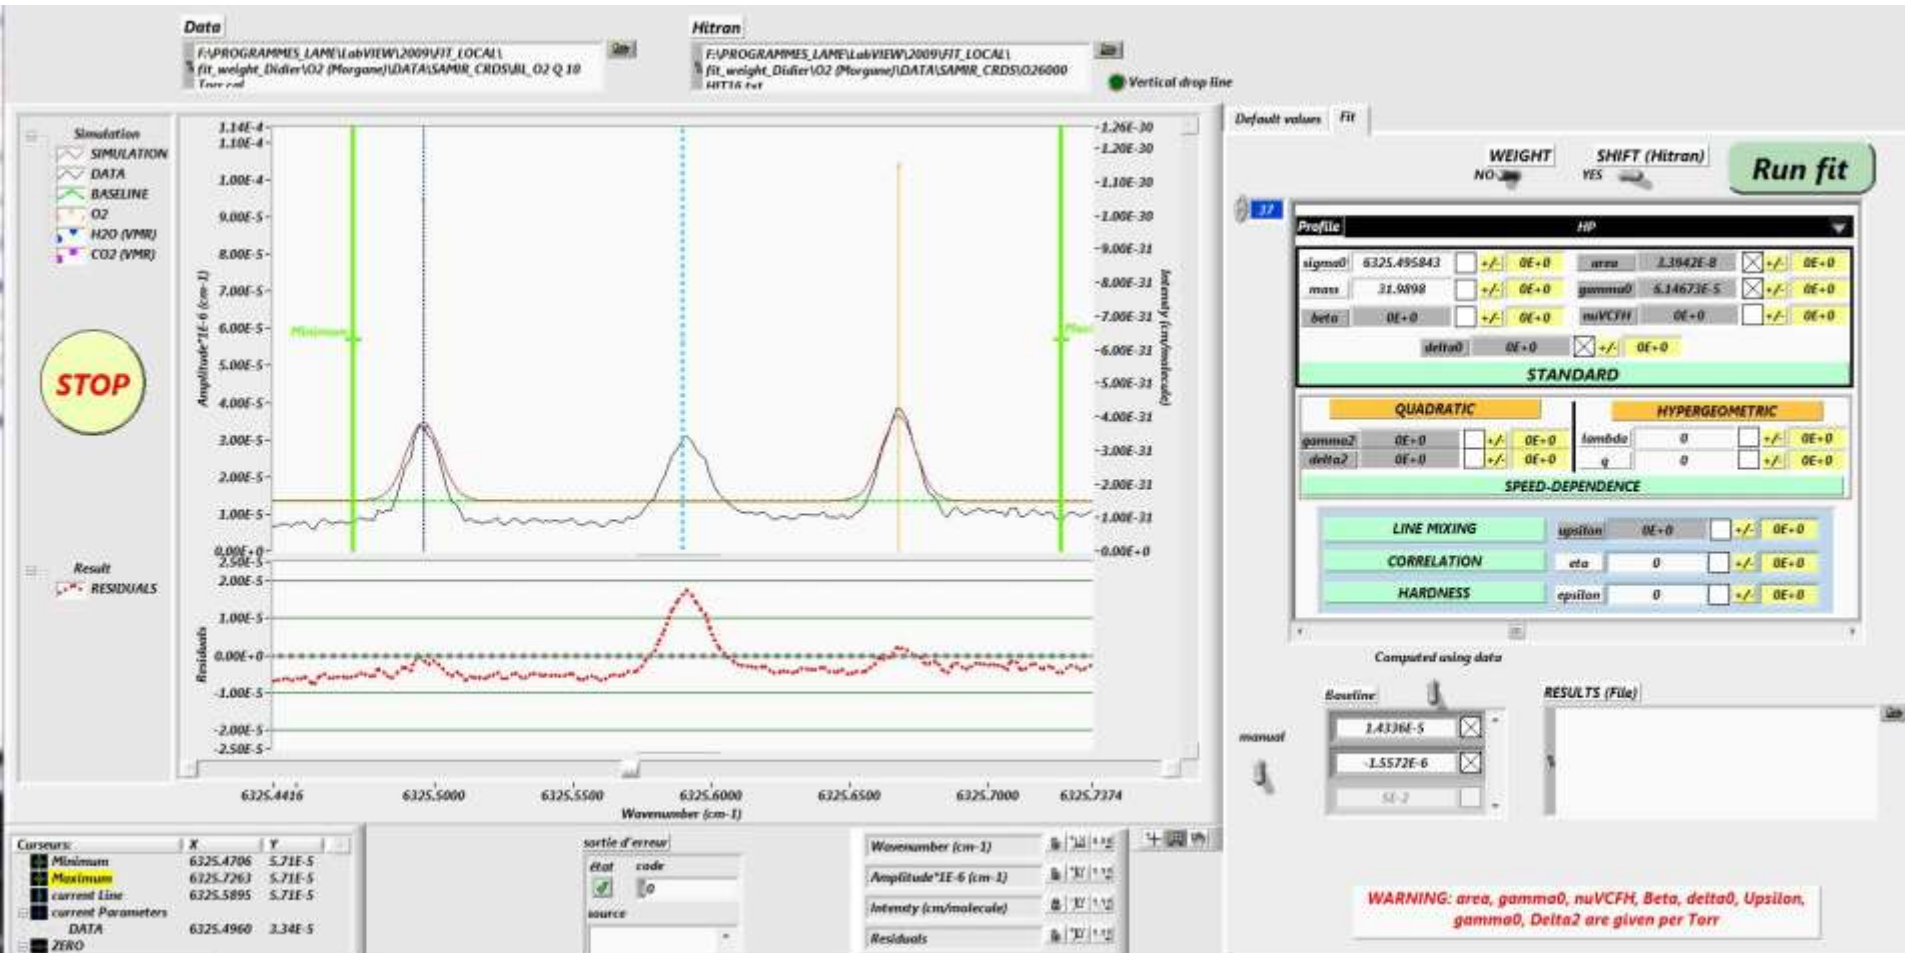 Data
F:\PROGRAMMES_LAME\LabVIEW\2009\FIT_LOCAL\
fit_weight_Didier\O2 (Morgane)\DATA\SAMIR_CRDS\BL_O2 Q 10
Torr.cal
Hitran
F:\PROGRAMMES_LAME\LabVIEW\2009\FIT_LOCAL\
fit_weight_Didier\O2 (Morgane)\DATA\SAMIR_CRDS\O26000
HIT16.txt
Vertical drop line
Simulation
SIMULATION
DATA
BASELINE
O2
H2O (VMR)
CO2 (VMR)
STOP
Result
RESIDUALS
Amplitude*1E-6 (cm-1)
1.14E-4
1.10E-4
1.00E-4
9.00E-5
8.00E-5
7.00E-5
6.00E-5
5.00E-5
4.00E-5
3.00E-5
2.00E-5
1.00E-5
0.00E+0
Minimum
Maxi
1.26E-30
1.20E-30
1.10E-30
1.00E-30
9.00E-31
8.00E-31
7.00E-31
6.00E-31
5.00E-31
4.00E-31
3.00E-31
2.00E-31
1.00E-31
0.00E+0
Intensty (cm/molecule)
Residuals
2.50E-5
2.00E-5
1.00E-5
0.00E+0
-1.00E-5
-2.00E-5
-2.50E-5
6325.4416 6325.5000 6325.5500 6325.6000 6325.6500 6325.7000 6325.7374
Wavenumber (cm-1)
Curseurs: X Y
Minimum 6325.4706 5.71E-5
Maximum 6325.7263 5.71E-5
current Line 6325.5895 5.71E-5
current Parameters
DATA 6325.4960 3.34E-5
ZERO
sortie d'erreur
état code
0
source
Wavenumber (cm-1)
Amplitude*1E-6 (cm-1)
Intensty (cm/molecule)
Residuals
Default values Fit
WEIGHT
NO
SHIFT (Hitran)
YES
Run fit
37
Profile HP
sigma0 6325.495843 +/- 0E+0 area 1.3942E-8 +/- 0E+0
mass 31.9898 +/- 0E+0 gamma0 6.14673E-5 +/- 0E+0
beta 0E+0 +/- 0E+0 nuVCFH 0E+0 +/- 0E+0
delta0 0E+0 +/- 0E+0
STANDARD
QUADRATIC HYPERGEOMETRIC
gamma2 0E+0 +/- 0E+0 lambda 0 +/- 0E+0
delta2 0E+0 +/- 0E+0 q 0 +/- 0E+0
SPEED-DEPENDENCE
LINE MIXING upsilon 0E+0 +/- 0E+0
CORRELATION eta 0 +/- 0E+0
HARDNESS epsilon 0 +/- 0E+0
Computed using data
manual
Baseline
1.4336E-5
-1.5572E-6
5E-2
RESULTS (File)
WARNING: area, gamma0, nuVCFH, Beta, delta0, Upsilon,
gamma0, Delta2 are given per Torr